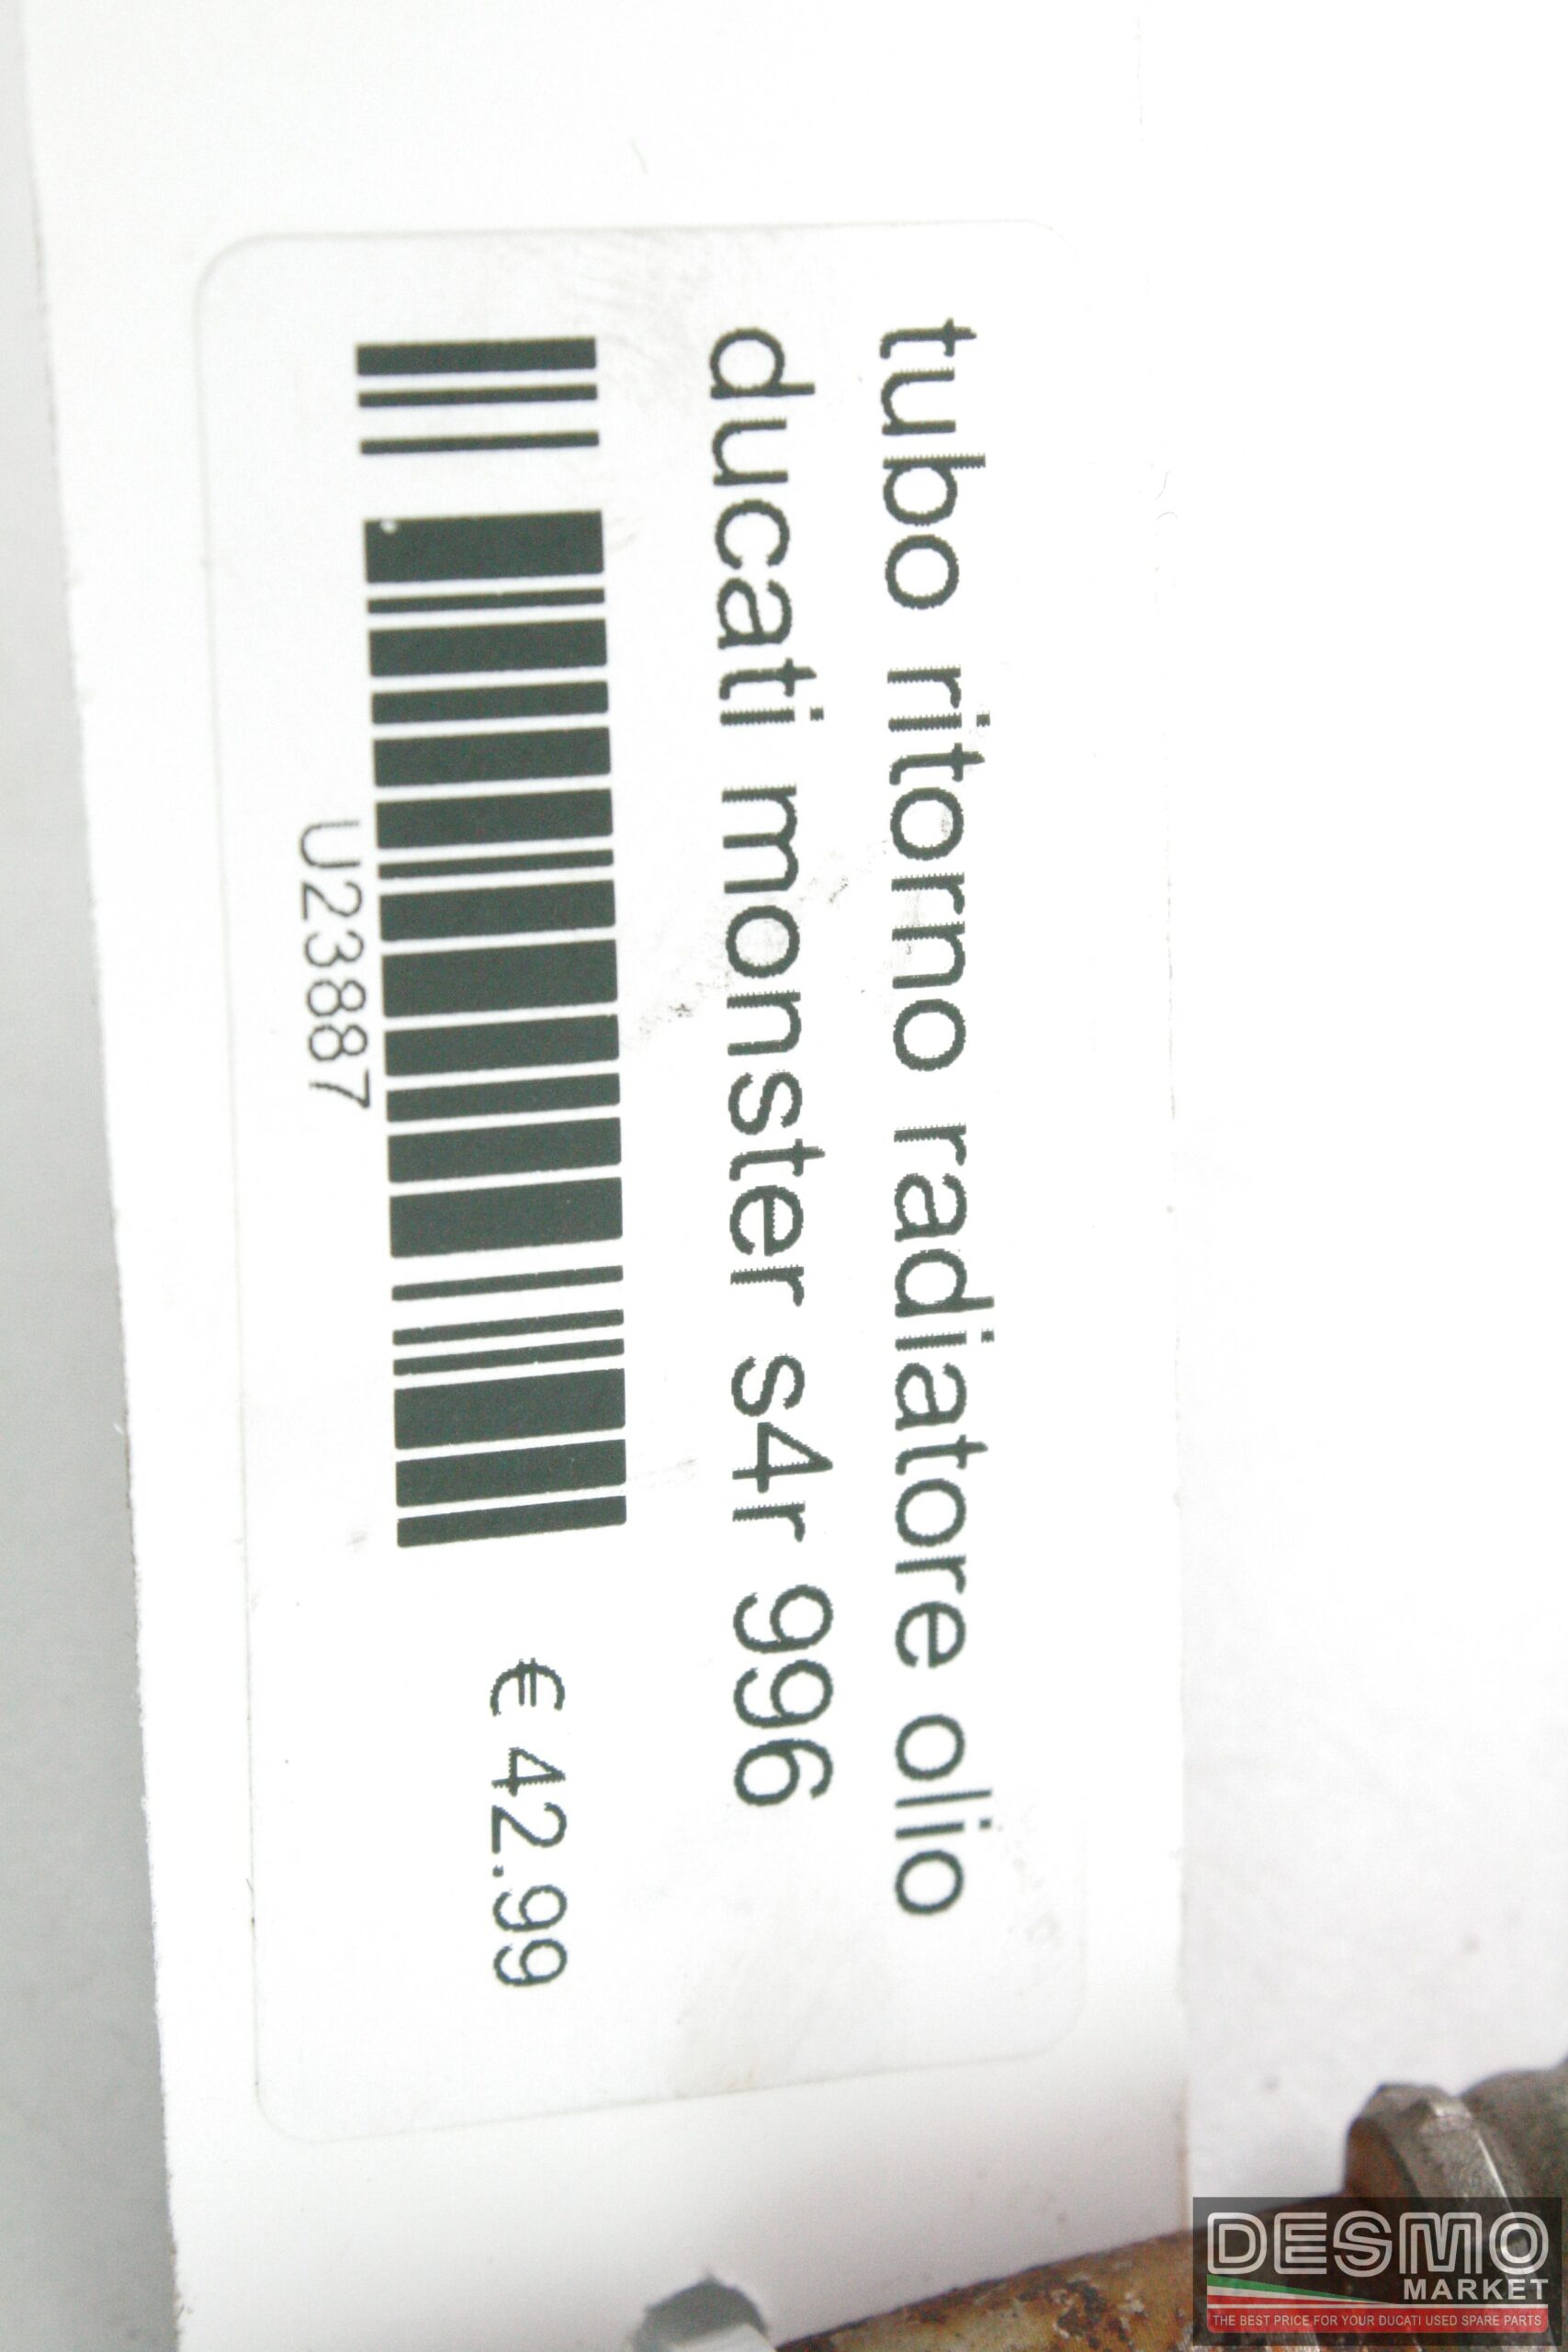 tubo ritorno radiatore olio
ducati monster s4r 996
U23887
€ 42.99
DESMO
MARKET
THE BEST PRICE FOR YOUR DUCATI USED SPARE PARTS